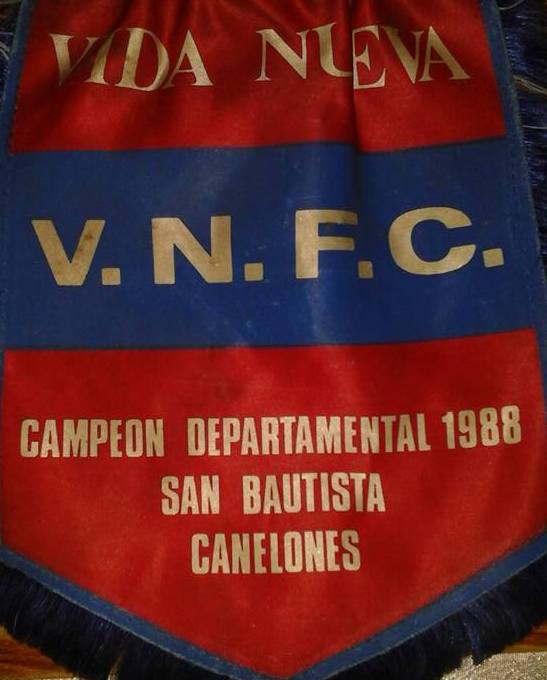 VIDA NUEVA
V. N. F. C.
CAMPEON DEPARTAMENTAL 1988
SAN BAUTISTA
CANELONES